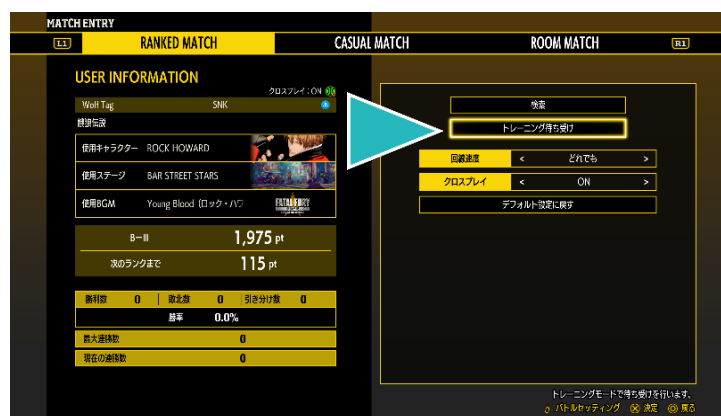 MATCH ENTRY
L1 RANKED MATCH CASUAL MATCH ROOM MATCH R1
USER INFORMATION
クロスプレイ:ON
Wolf Tag SNK
餓狼伝説
使用キャラクター ROCK HOWARD
使用ステージ BAR STREET STARS
使用BGM Young Blood (ロック・ハワ
FATAL FURY
B-II 1,975 pt
次のランクまで 115 pt
勝利数 0 敗北数 0 引き分け数 0
勝率 0.0%
最大連勝数 0
現在の連勝数 0
検索
トレーニング待ち受け
回線速度 < どれでも >
クロスプレイ < ON >
デフォルト設定に戻す
トレーニングモードで待ち受けを行います。
バトルセッティング 決定 戻る